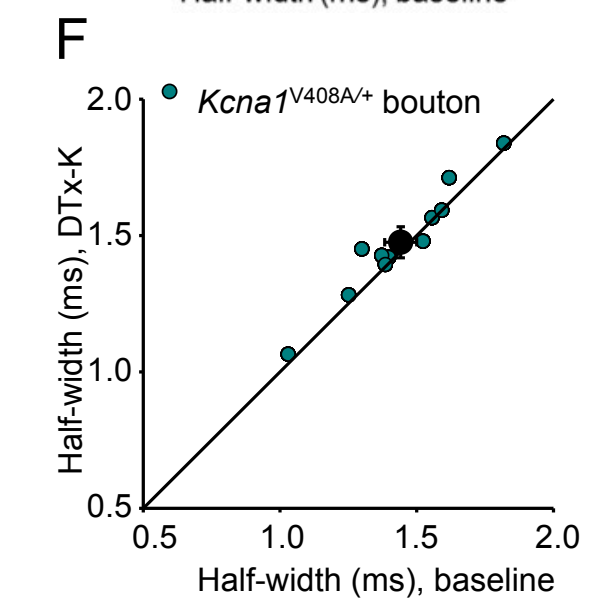 Half-width (ms), baseline
F
Kcna1V408A/+ bouton
Half-width (ms), DTx-K
2.0
1.5
1.0
0.5
0.5 1.0 1.5 2.0
Half-width (ms), baseline